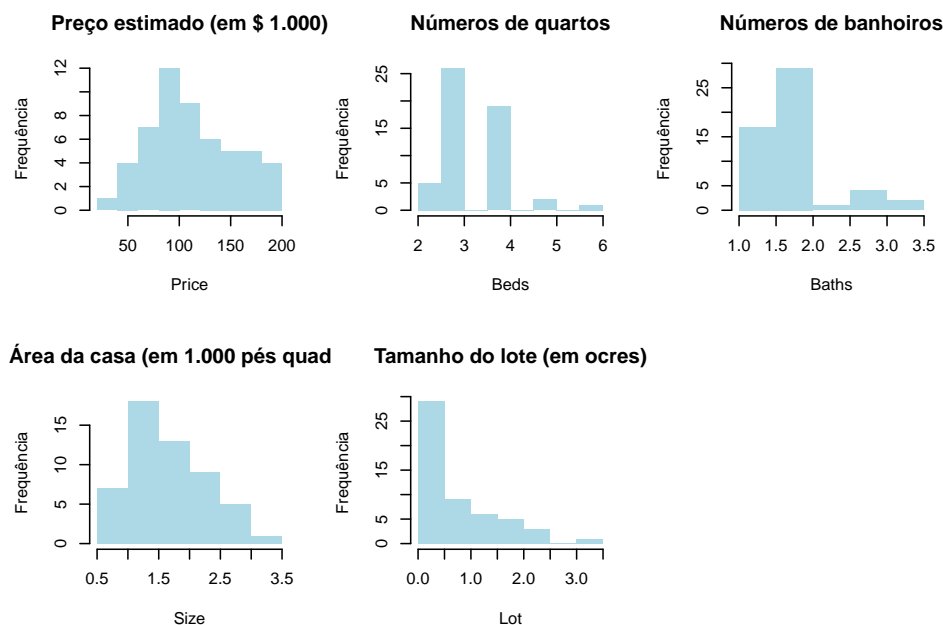 Preço estimado (em $ 1.000)
Frequência
12
10
8
6
4
2
0
50 100 150 200
Price
Números de quartos
Frequência
25
15
5
0
2 3 4 5 6
Beds
Números de banhoiros
Frequência
25
15
5
0
1.0 1.5 2.0 2.5 3.0 3.5
Baths
Área da casa (em 1.000 pés quad
Frequência
15
10
5
0
0.5 1.5 2.5 3.5
Size
Tamanho do lote (em ocres)
Frequência
25
15
5
0
0.0 1.0 2.0 3.0
Lot